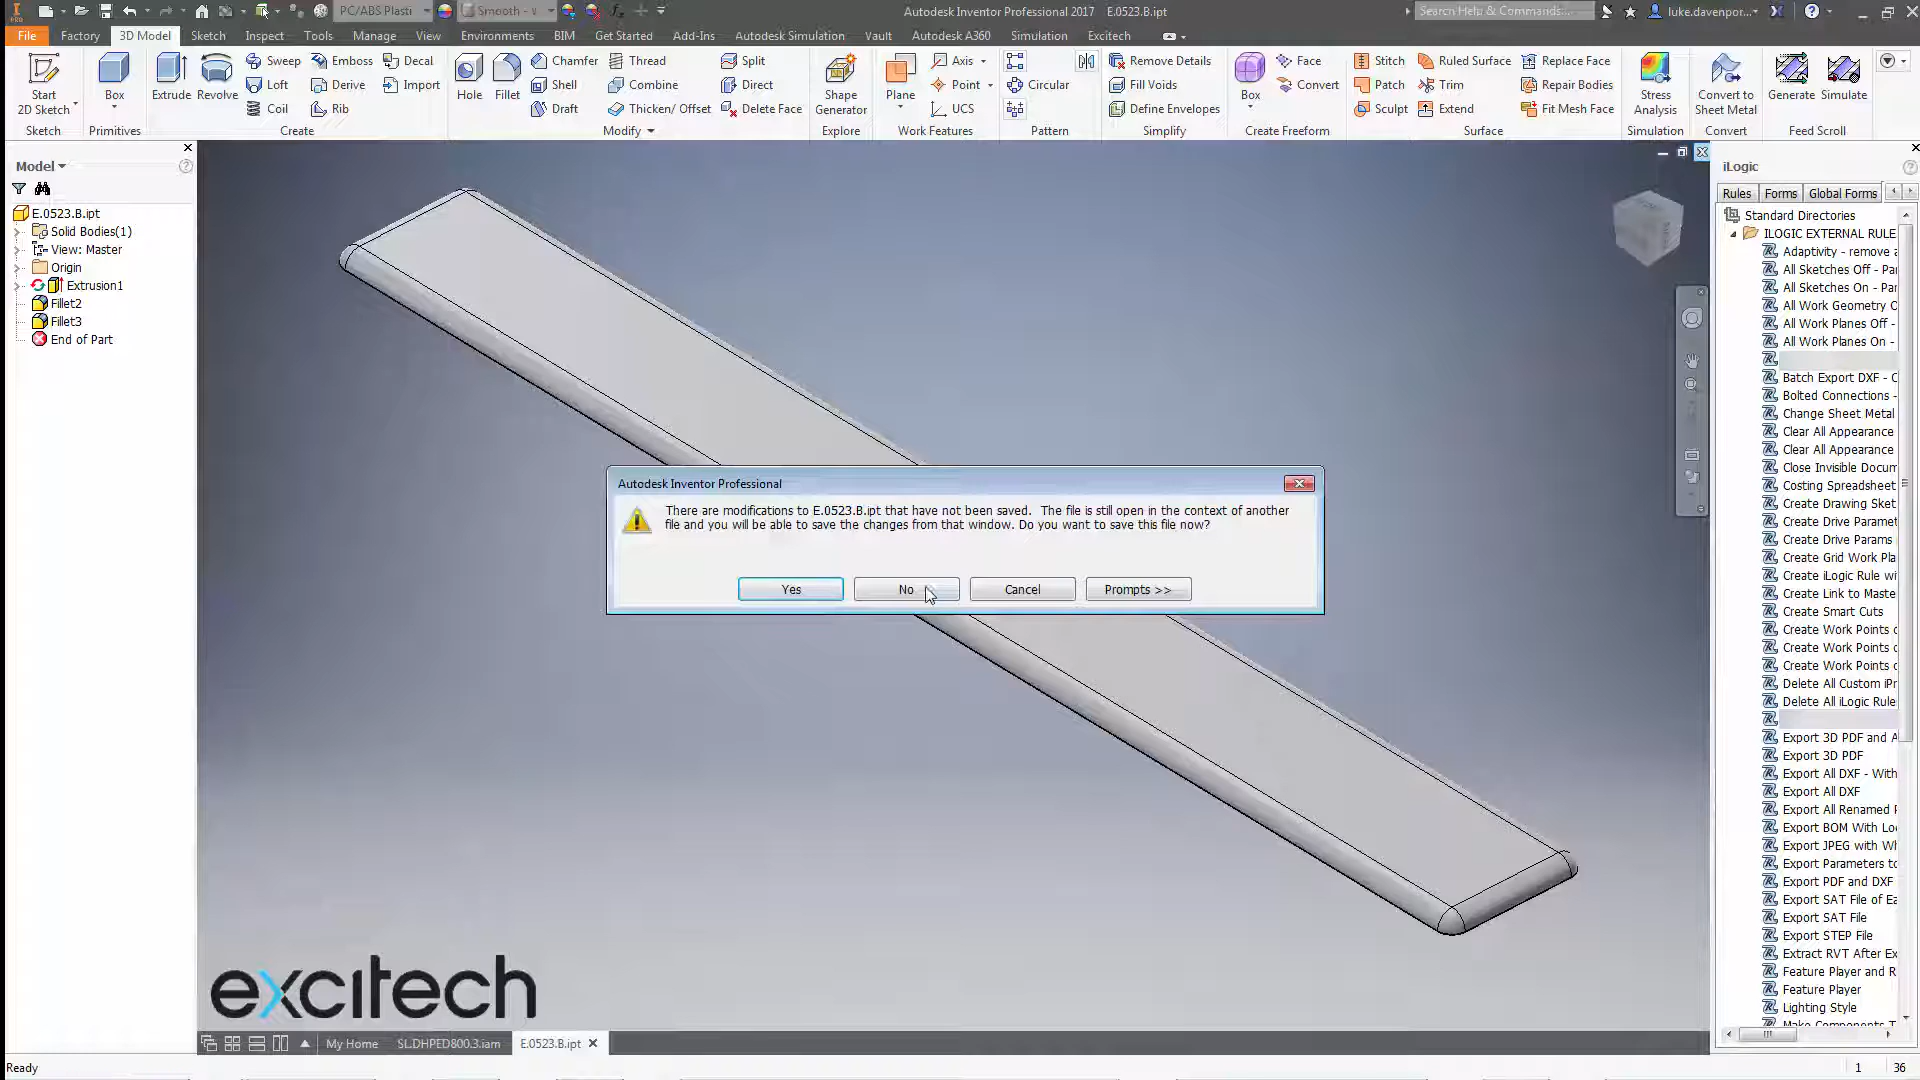 PC/ABS Plasti
Smooth -
Autodesk Inventor Professional 2017 E.0523.B.ipt
Search Help & Commands...
luke.davenpor...
File Factory 3D Model Sketch Inspect Tools Manage View Environments BIM Get Started Add-Ins Autodesk Simulation Vault Autodesk A360 Simulation Excitech
Start
2D Sketch
Sketch
Box
Primitives
Extrude Revolve
Sweep Emboss Decal
Loft Derive Import
Coil Rib
Create
Hole Fillet
Chamfer Thread Split
Shell Combine Direct
Draft Thicken/ Offset Delete Face
Modify
Shape
Generator
Explore
Plane
Axis
Point
UCS
Work Features
Circular
Pattern
Remove Details
Fill Voids
Define Envelopes
Simplify
Box
Face
Convert
Create Freeform
Stitch Ruled Surface Replace Face
Patch Trim Repair Bodies
Sculpt Extend Fit Mesh Face
Surface
Stress
Analysis
Simulation
Convert to
Sheet Metal
Convert
Generate Simulate
Feed Scroll
Model
E.0523.B.ipt
Solid Bodies(1)
View: Master
Origin
Extrusion1
Fillet2
Fillet3
End of Part
Autodesk Inventor Professional
There are modifications to E.0523.B.ipt that have not been saved. The file is still open in the context of another
file and you will be able to save the changes from that window. Do you want to save this file now?
Yes No Cancel Prompts >>
iLogic
Rules Forms Global Forms
Standard Directories
ILOGIC EXTERNAL RULE
Adaptivity - remove a
All Sketches Off - Pa
All Sketches On - Pa
All Work Geometry O
All Work Planes Off -
All Work Planes On -
Batch Export DXF - C
Bolted Connections -
Change Sheet Metal
Clear All Appearance
Clear All Appearance
Close Invisible Docum
Costing Spreadsheet
Create Drawing Sket
Create Drive Paramet
Create Drive Params
Create Grid Work Pla
Create iLogic Rule wi
Create Link to Maste
Create Smart Cuts
Create Work Points o
Create Work Points o
Create Work Points o
Delete All Custom iPr
Delete All iLogic Rule
Export 3D PDF and A
Export 3D PDF
Export All DXF - With
Export All DXF
Export All Renamed P
Export BOM With Loc
Export JPEG with Wh
Export Parameters to
Export PDF and DXF
Export SAT File of Ea
Export SAT File
Export STEP File
Extract RVT After Ex
Feature Player and R
Feature Player
Lighting Style
Make Components T
excitech
My Home SL.DHPED800.3.iam E.0523.B.ipt
Ready
1 36